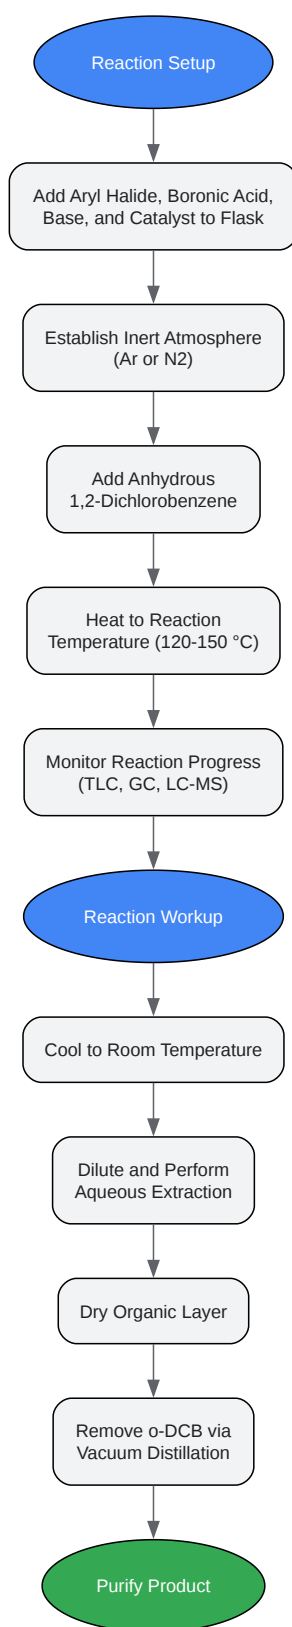 Reaction Setup
Add Aryl Halide, Boronic Acid,
Base, and Catalyst to Flask
Establish Inert Atmosphere
(Ar or N2)
Add Anhydrous
1,2-Dichlorobenzene
Heat to Reaction
Temperature (120-150 °C)
Monitor Reaction Progress
(TLC, GC, LC-MS)
Reaction Workup
Cool to Room Temperature
Dilute and Perform
Aqueous Extraction
Dry Organic Layer
Remove o-DCB via
Vacuum Distillation
Purify Product